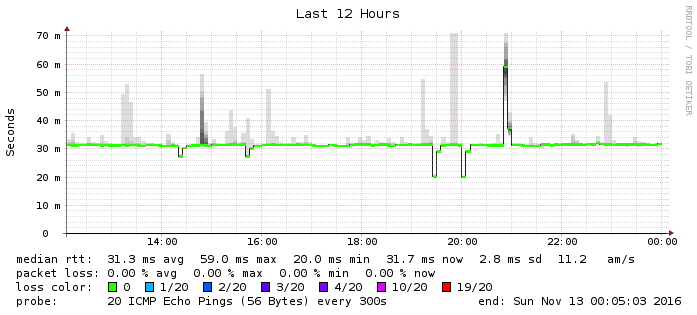 Last 12 Hours
RRDTOOL / TOBI OETIKER
Seconds
70 m
60 m
50 m
40 m
30 m
20 m
10 m
0
14:00 16:00 18:00 20:00 22:00 00:00
median rtt: 31.3 ms avg 59.0 ms max 20.0 ms min 31.7 ms now 2.8 ms sd 11.2 am/s
packet loss: 0.00 % avg 0.00 % max 0.00 % min 0.00 % now
loss color: 0 1/20 2/20 3/20 4/20 10/20 19/20
probe: 20 ICMP Echo Pings (56 Bytes) every 300s end: Sun Nov 13 00:05:03 2016